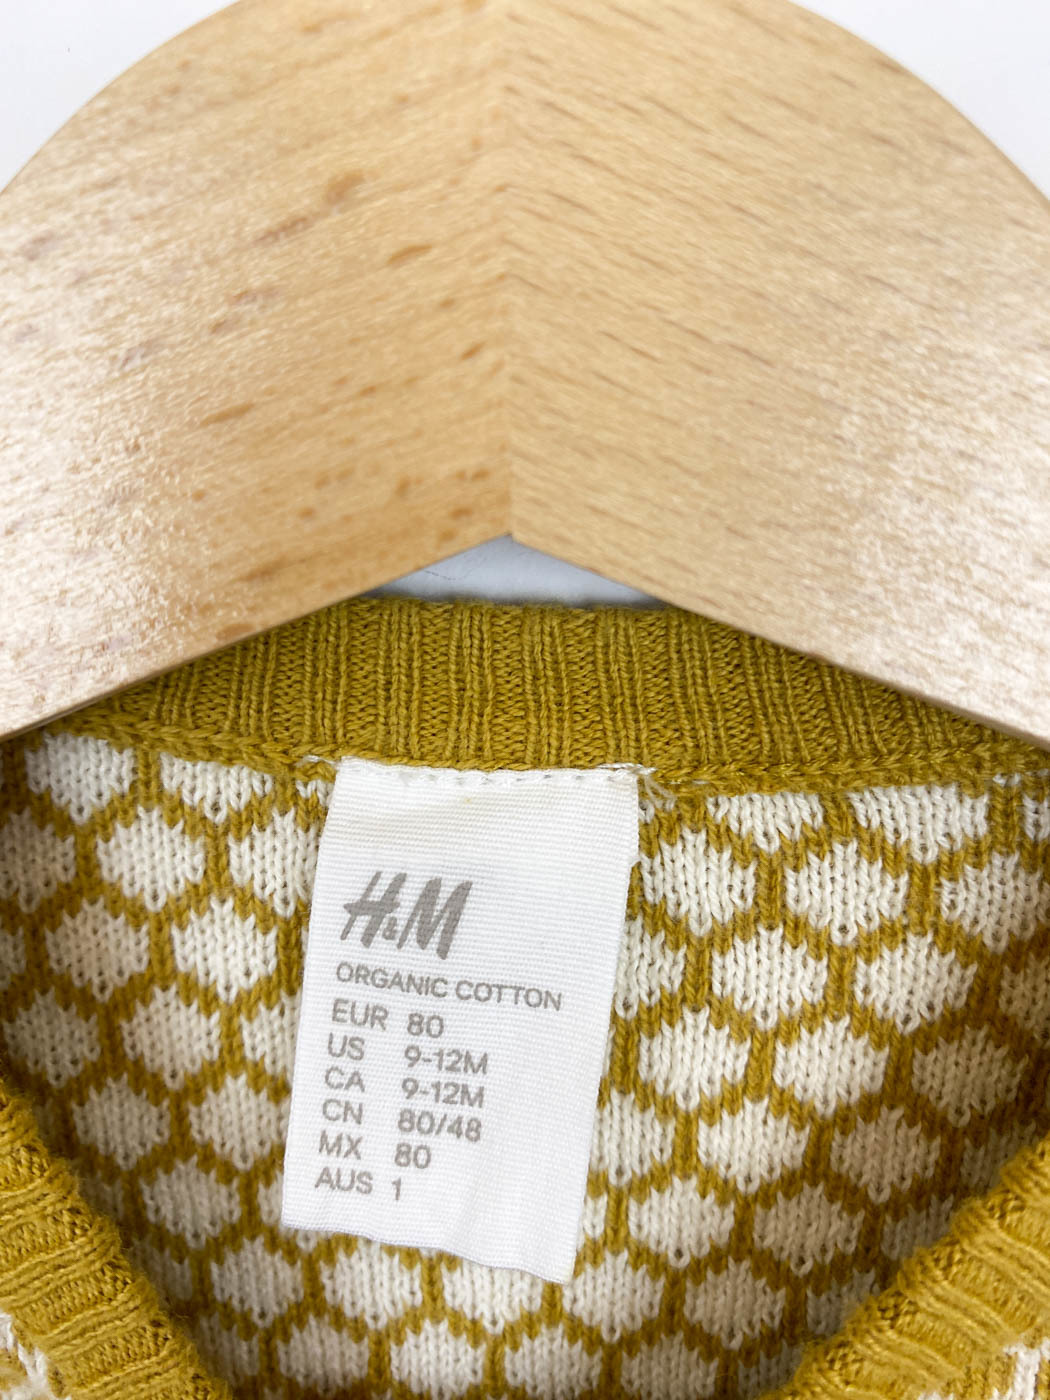 H&M
ORGANIC COTTON
EUR 80
US 9-12M
CA 9-12M
CN 80/48
MX 80
AUS 1